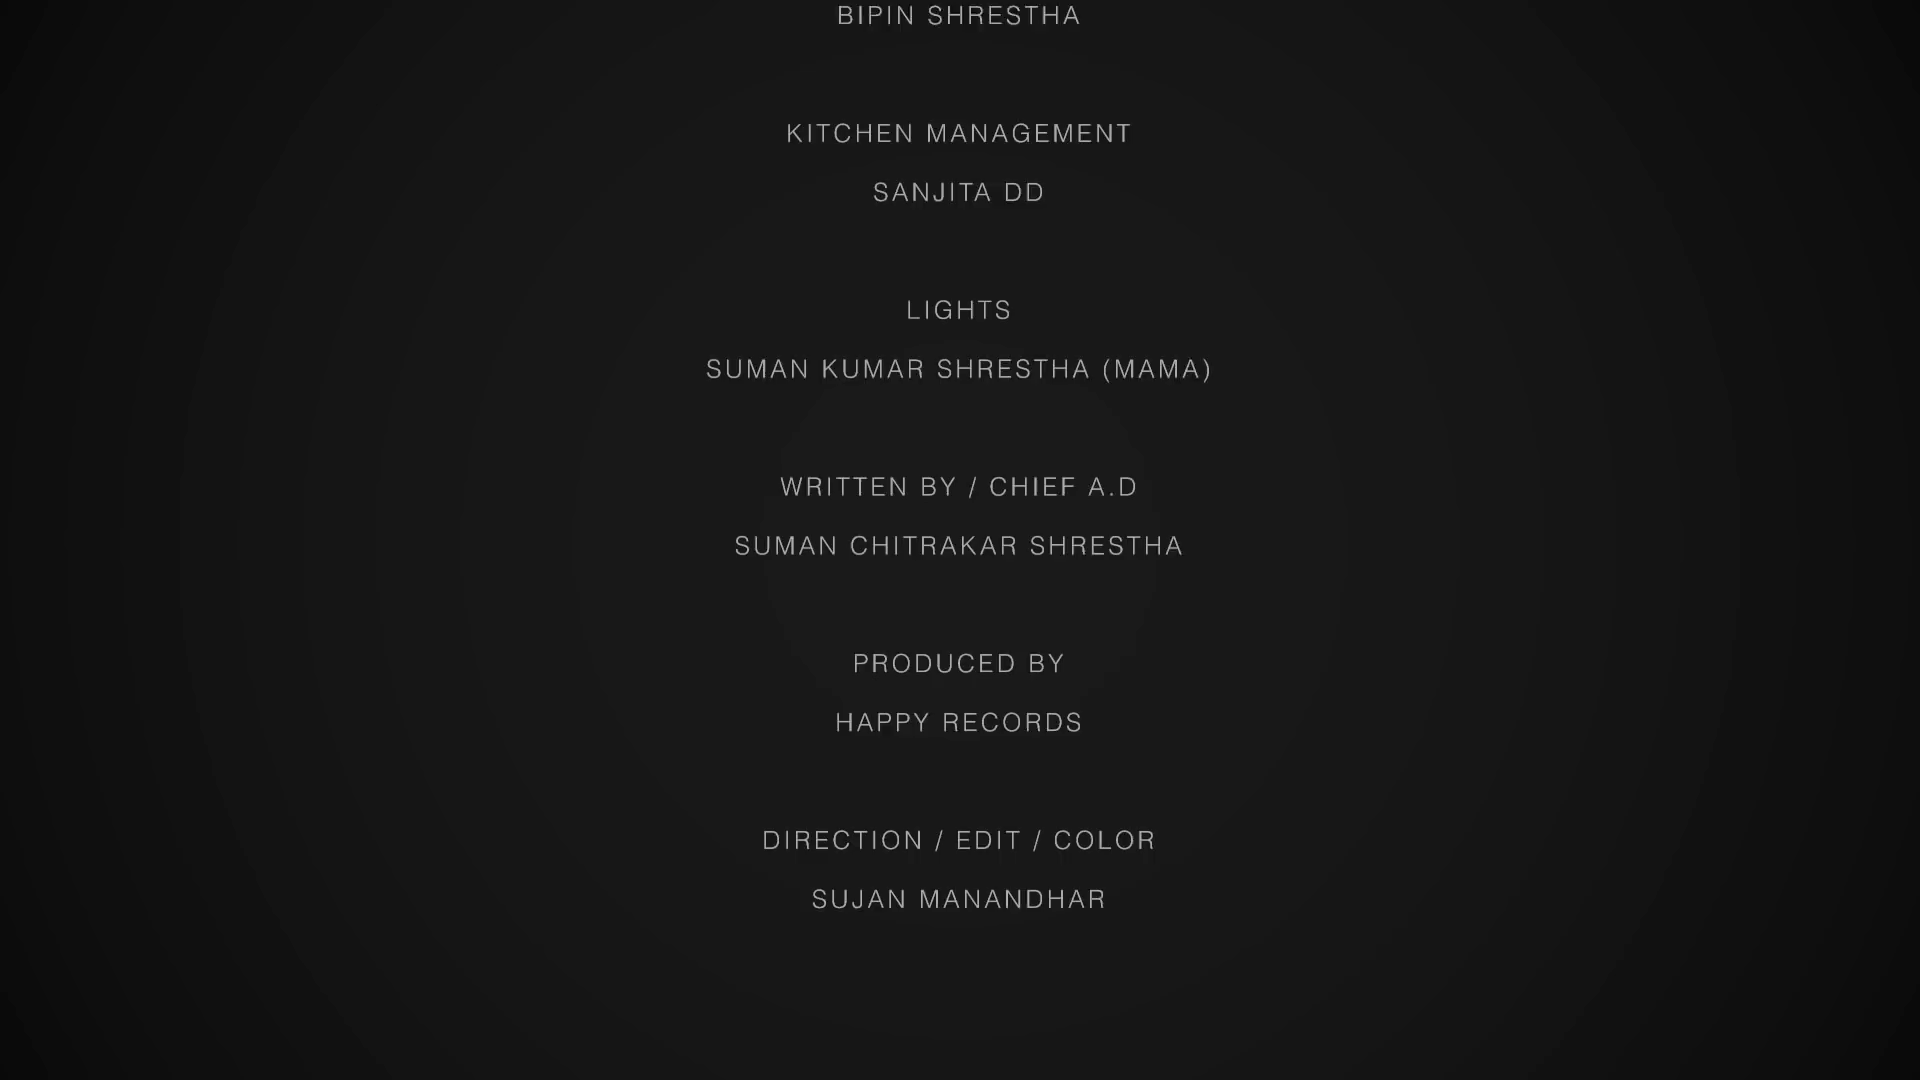 BIPIN SHRESTHA
KITCHEN MANAGEMENT
SANJITA DD
LIGHTS
SUMAN KUMAR SHRESTHA (MAMA)
WRITTEN BY / CHIEF A.D
SUMAN CHITRAKAR SHRESTHA
PRODUCED BY
HAPPY RECORDS
DIRECTION / EDIT / COLOR
SUJAN MANANDHAR